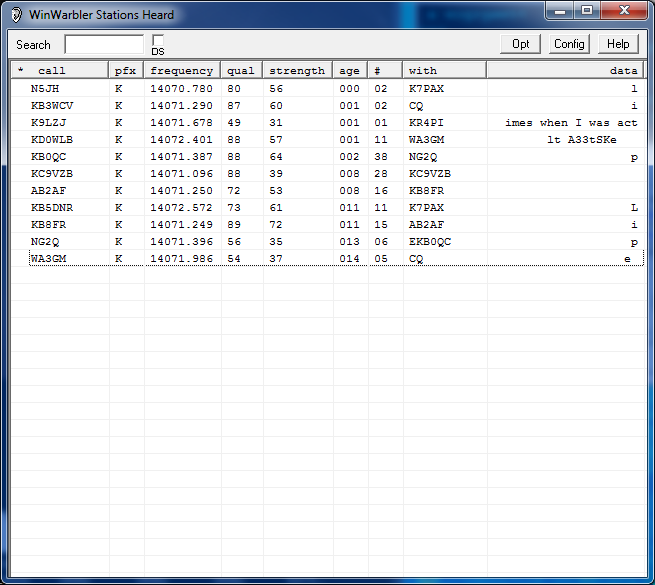 WinWarbler Stations Heard
Search DS Opt Config Help
* call pfx frequency qual strength age # with data
N5JH K 14070.780 80 56 000 02 K7PAX l
KB3WCV K 14071.290 87 60 001 02 CQ i
K9LZJ K 14071.678 49 31 001 01 KR4PI imes when I was act
KD0WLB K 14072.401 88 57 001 11 WA3GM lt A33tSKe
KB0QC K 14071.387 88 64 002 38 NG2Q p
KC9VZB K 14071.096 88 39 008 28 KC9VZB
AB2AF K 14071.250 72 53 008 16 KB8FR
KB5DNR K 14072.572 73 61 011 11 K7PAX L
KB8FR K 14071.249 89 72 011 15 AB2AF i
NG2Q K 14071.396 56 35 013 06 EKB0QC p
WA3GM K 14071.986 54 37 014 05 CQ e